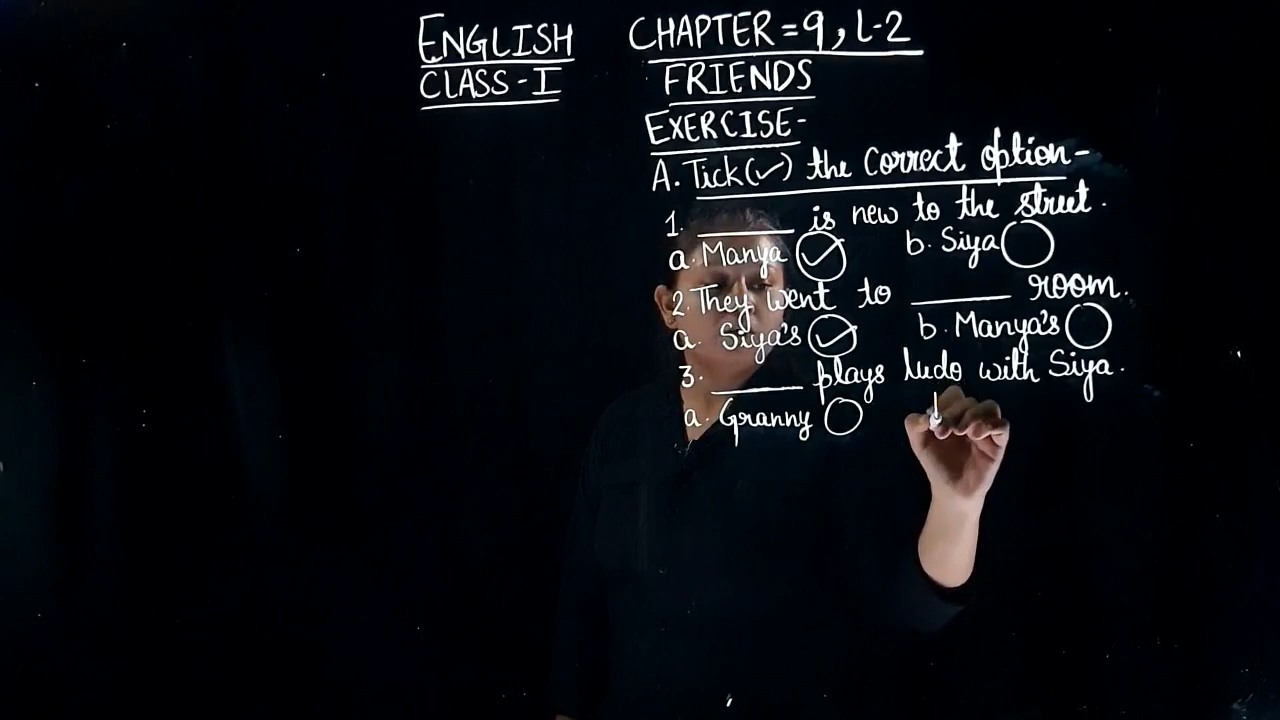 ENGLISH CHAPTER = 9, L-2
CLASS-I FRIENDS
EXERCISE-
A. Tick(✓) the correct option-
1. ______ is new to the street.
a. Manya ✓ b. Siya
2. They went to ______ room.
a. Siya's ✓ b. Manya's
3. ______ plays ludo with Siya.
a. Granny